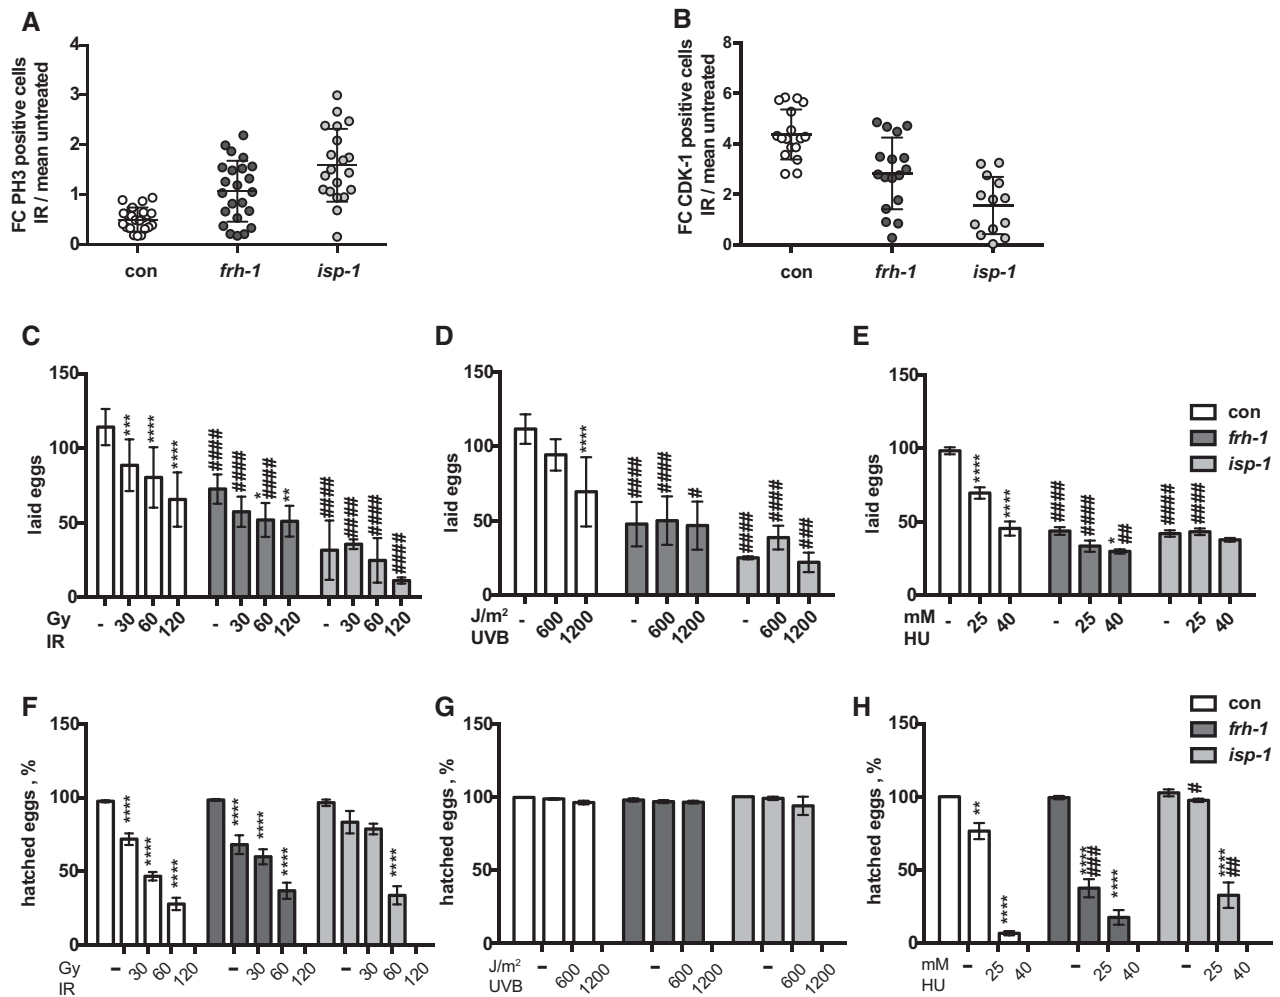 A
FC PH3 positive cells
IR / mean untreated
4
3
2
1
0
con
frh-1
isp-1
B
FC CDK-1 positive cells
IR / mean untreated
8
6
4
2
0
con
frh-1
isp-1
C
laid eggs
150
100
50
0
***
****
****
####
####
*
####
**
####
####
####
####
Gy
IR
- 30 60 120 - 30 60 120 - 30 60 120
D
laid eggs
150
100
50
0
****
####
####
#
####
####
###
J/m²
UVB
- 600 1200 - 600 1200 - 600 1200
E
laid eggs
150
100
50
0
****
****
####
####
*
##
####
####
con
frh-1
isp-1
mM
HU
- 25 40 - 25 40 - 25 40
F
hatched eggs , %
150
100
50
0
****
****
****
****
****
****
****
Gy
IR
- 30 60 120 - 30 60 120 - 30 60 120
G
hatched eggs , %
150
100
50
0
J/m²
UVB
- 600 1200 - 600 1200 - 600 1200
H
hatched eggs , %
150
100
50
0
**
****
****
###
****
#
****
##
con
frh-1
isp-1
mM
HU
- 25 40 - 25 40 - 25 40